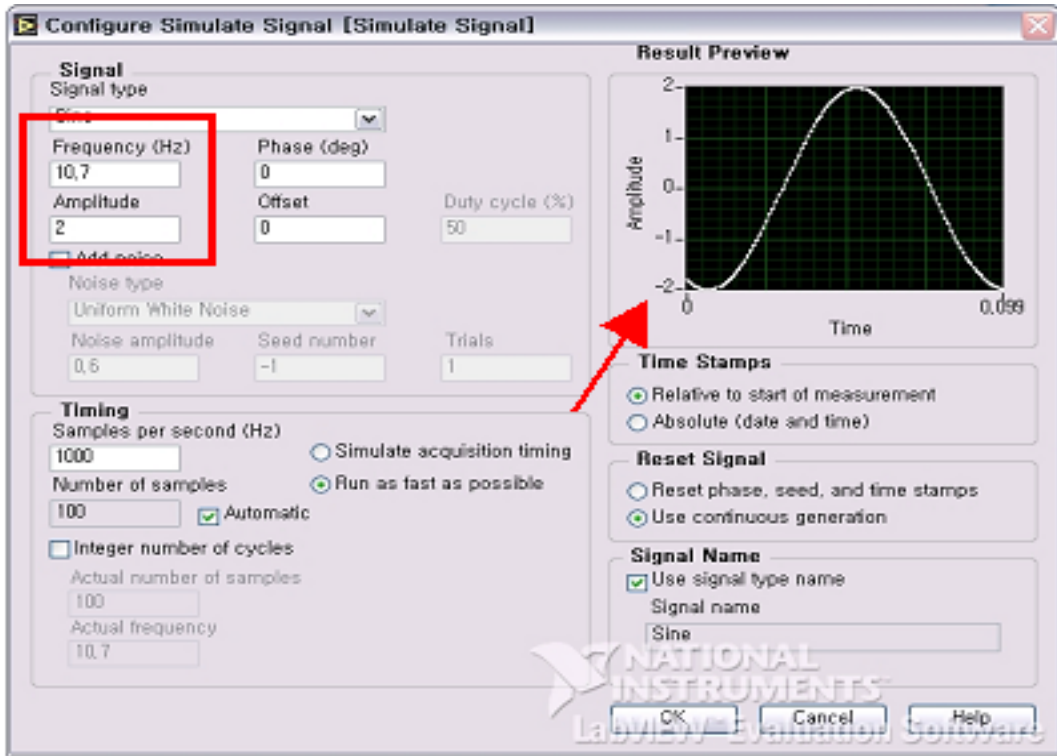 Configure Simulate Signal [Simulate Signal]
Signal
Signal type
Sine
Frequency (Hz)
10,7
Phase (deg)
0
Amplitude
2
Offset
0
Duty cycle (%)
50
Add noise
Noise type
Uniform White Noise
Noise amplitude
0,6
Seed number
-1
Trials
1
Timing
Samples per second (Hz)
1000
Simulate acquisition timing
Run as fast as possible
Number of samples
100
Automatic
Integer number of cycles
Actual number of samples
100
Actual frequency
10,7
Result Preview
Amplitude
2
1
0
-1
-2
0
0,099
Time
Time Stamps
Relative to start of measurement
Absolute (date and time)
Reset Signal
Reset phase, seed, and time stamps
Use continuous generation
Signal Name
Use signal type name
Signal name
Sine
NATIONAL
INSTRUMENTS
LabVIEW Evaluation Software
OK
Cancel
Help